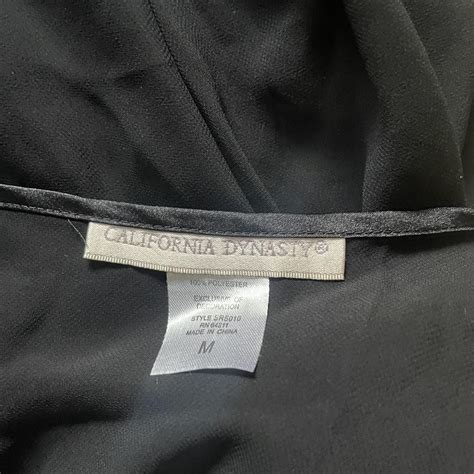 CALIFORNIA DYNASTY®
100% POLYESTER
EXCLUSIVE OF
DECORATION
STYLE SR5010
RN 64211
MADE IN CHINA
M